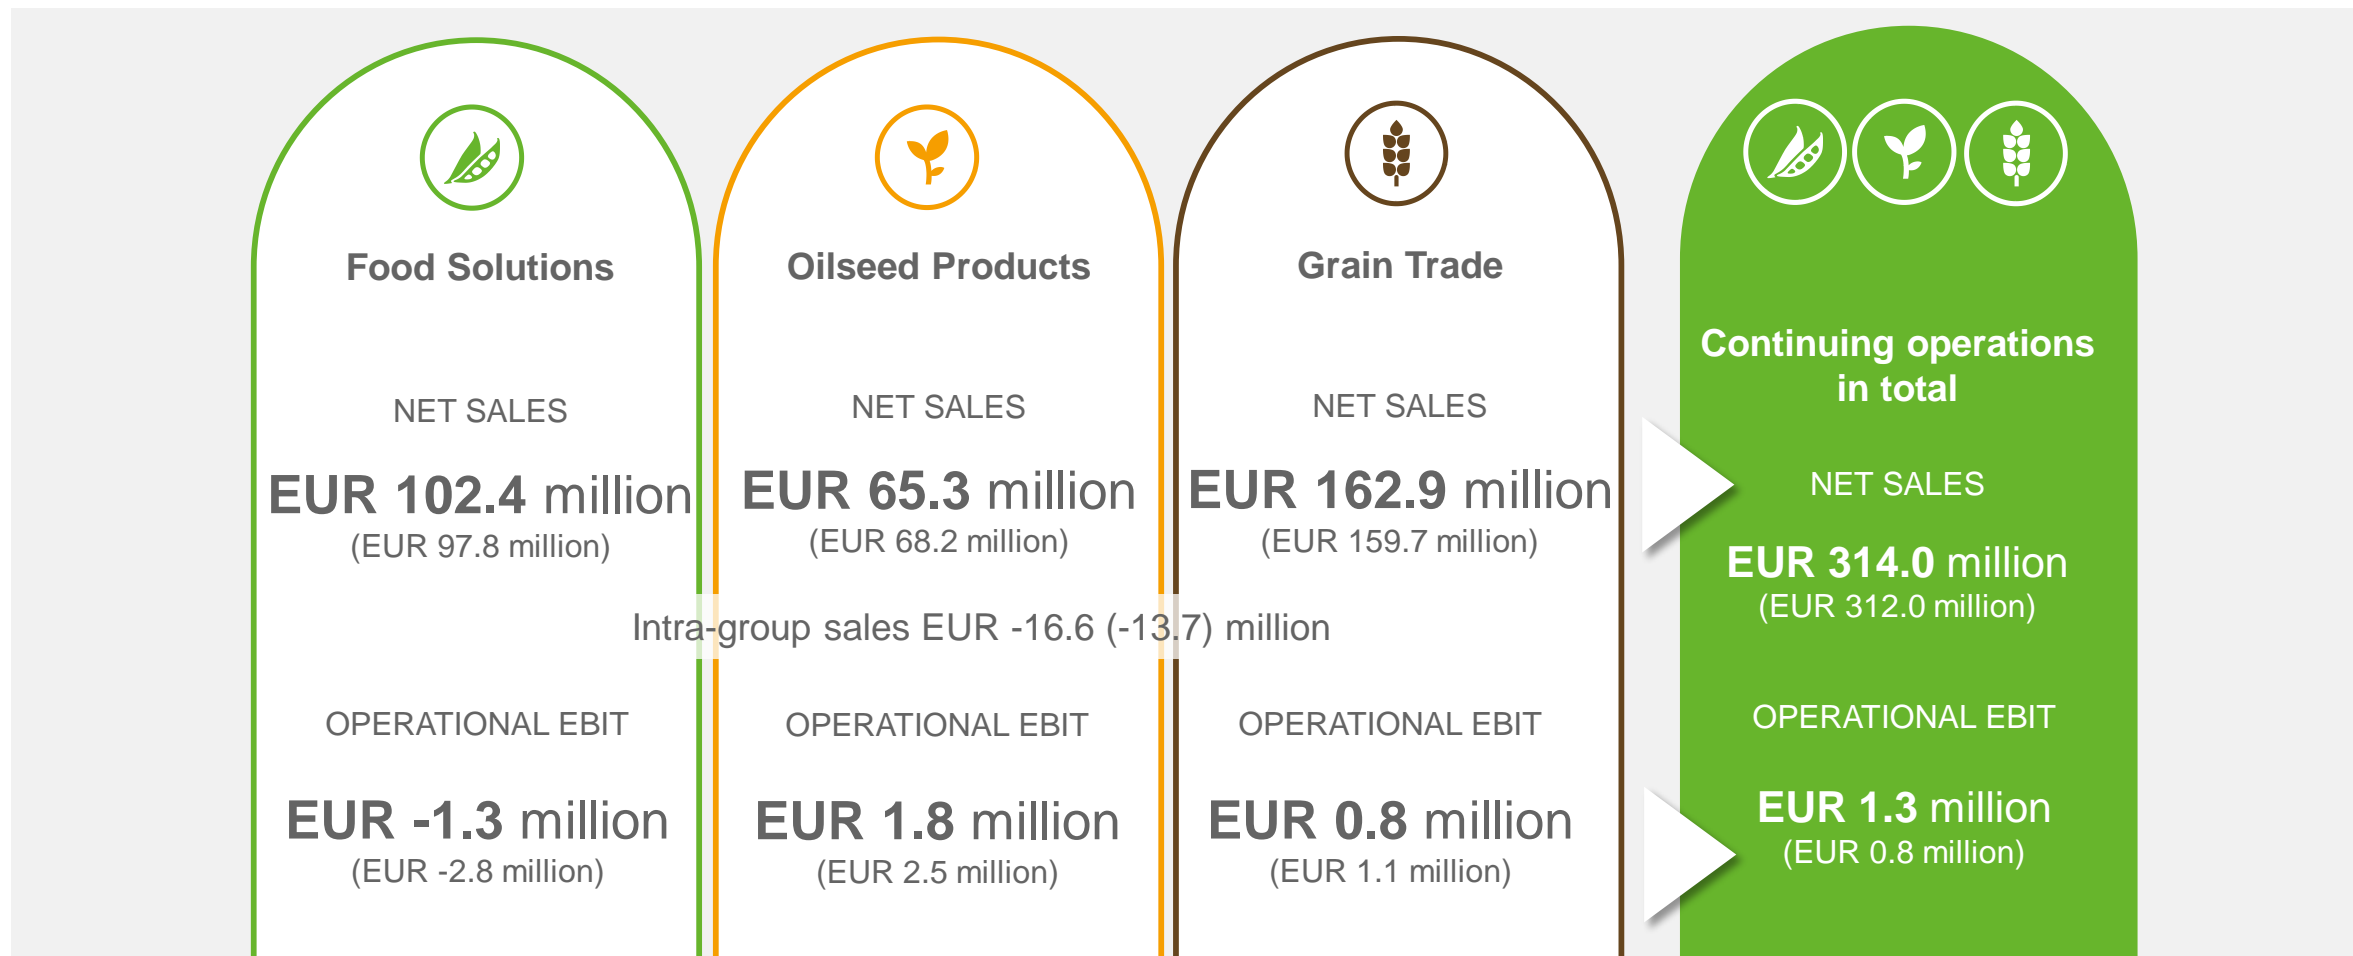 Food Solutions
NET SALES
EUR 102.4 million
(EUR 97.8 million)
OPERATIONAL EBIT
EUR -1.3 million
(EUR -2.8 million)
Oilseed Products
NET SALES
EUR 65.3 million
(EUR 68.2 million)
Intra-group sales EUR -16.6 (-13.7) million
OPERATIONAL EBIT
EUR 1.8 million
(EUR 2.5 million)
Grain Trade
NET SALES
EUR 162.9 million
(EUR 159.7 million)
OPERATIONAL EBIT
EUR 0.8 million
(EUR 1.1 million)
Continuing operations
in total
NET SALES
EUR 314.0 million
(EUR 312.0 million)
OPERATIONAL EBIT
EUR 1.3 million
(EUR 0.8 million)